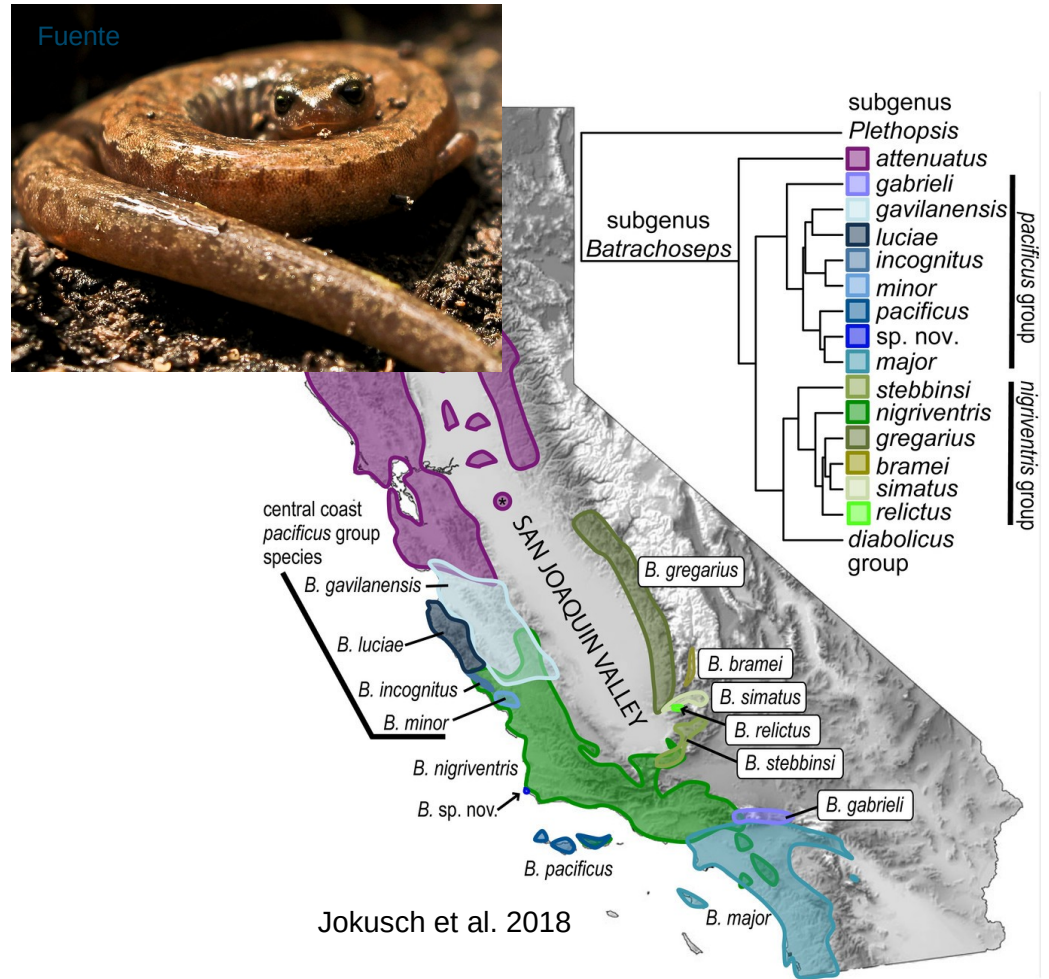 Fuente
subgenus
Plethopsis
attenuatus
gabrieli
gavilanensis
luciae
incognitus
minor
pacificus
sp. nov.
major
stebbinsi
nigriventris
gregarius
bramei
simatus
relictus
diabolicus
group
pacificus group
nigriventris group
subgenus
Batrachoseps
central coast
pacificus group
species
B. gavilanensis
B. luciae
B. incognitus
B. minor
B. nigriventris
B. sp. nov.
B. pacificus
B. major
SAN JOAQUIN VALLEY
B. gregarius
B. bramei
B. simatus
B. relictus
B. stebbinsi
B. gabrieli
*
Jokusch et al. 2018